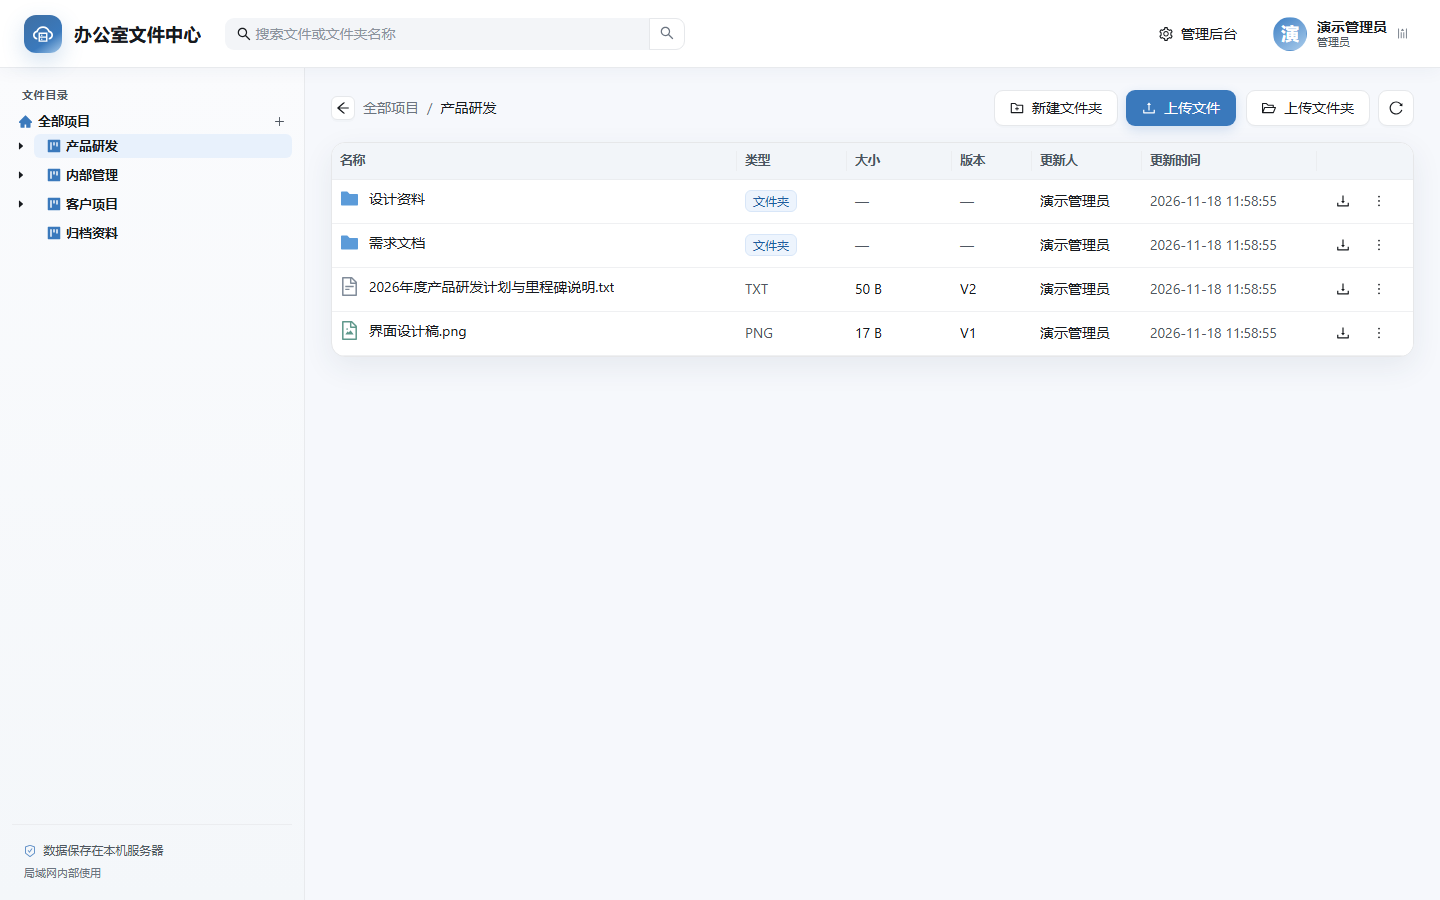 办公室文件中心
搜索文件或文件夹名称
管理后台
演
演示管理员
管理员
文件目录
全部项目
产品研发
内部管理
客户项目
归档资料
数据保存在本机服务器
局域网内部使用
全部项目 / 产品研发
新建文件夹
上传文件
上传文件夹
名称 类型 大小 版本 更新人 更新时间
设计资料 文件夹 — — 演示管理员 2026-11-18 11:58:55
需求文档 文件夹 — — 演示管理员 2026-11-18 11:58:55
2026年度产品研发计划与里程碑说明.txt TXT 50 B V2 演示管理员 2026-11-18 11:58:55
界面设计稿.png PNG 17 B V1 演示管理员 2026-11-18 11:58:55